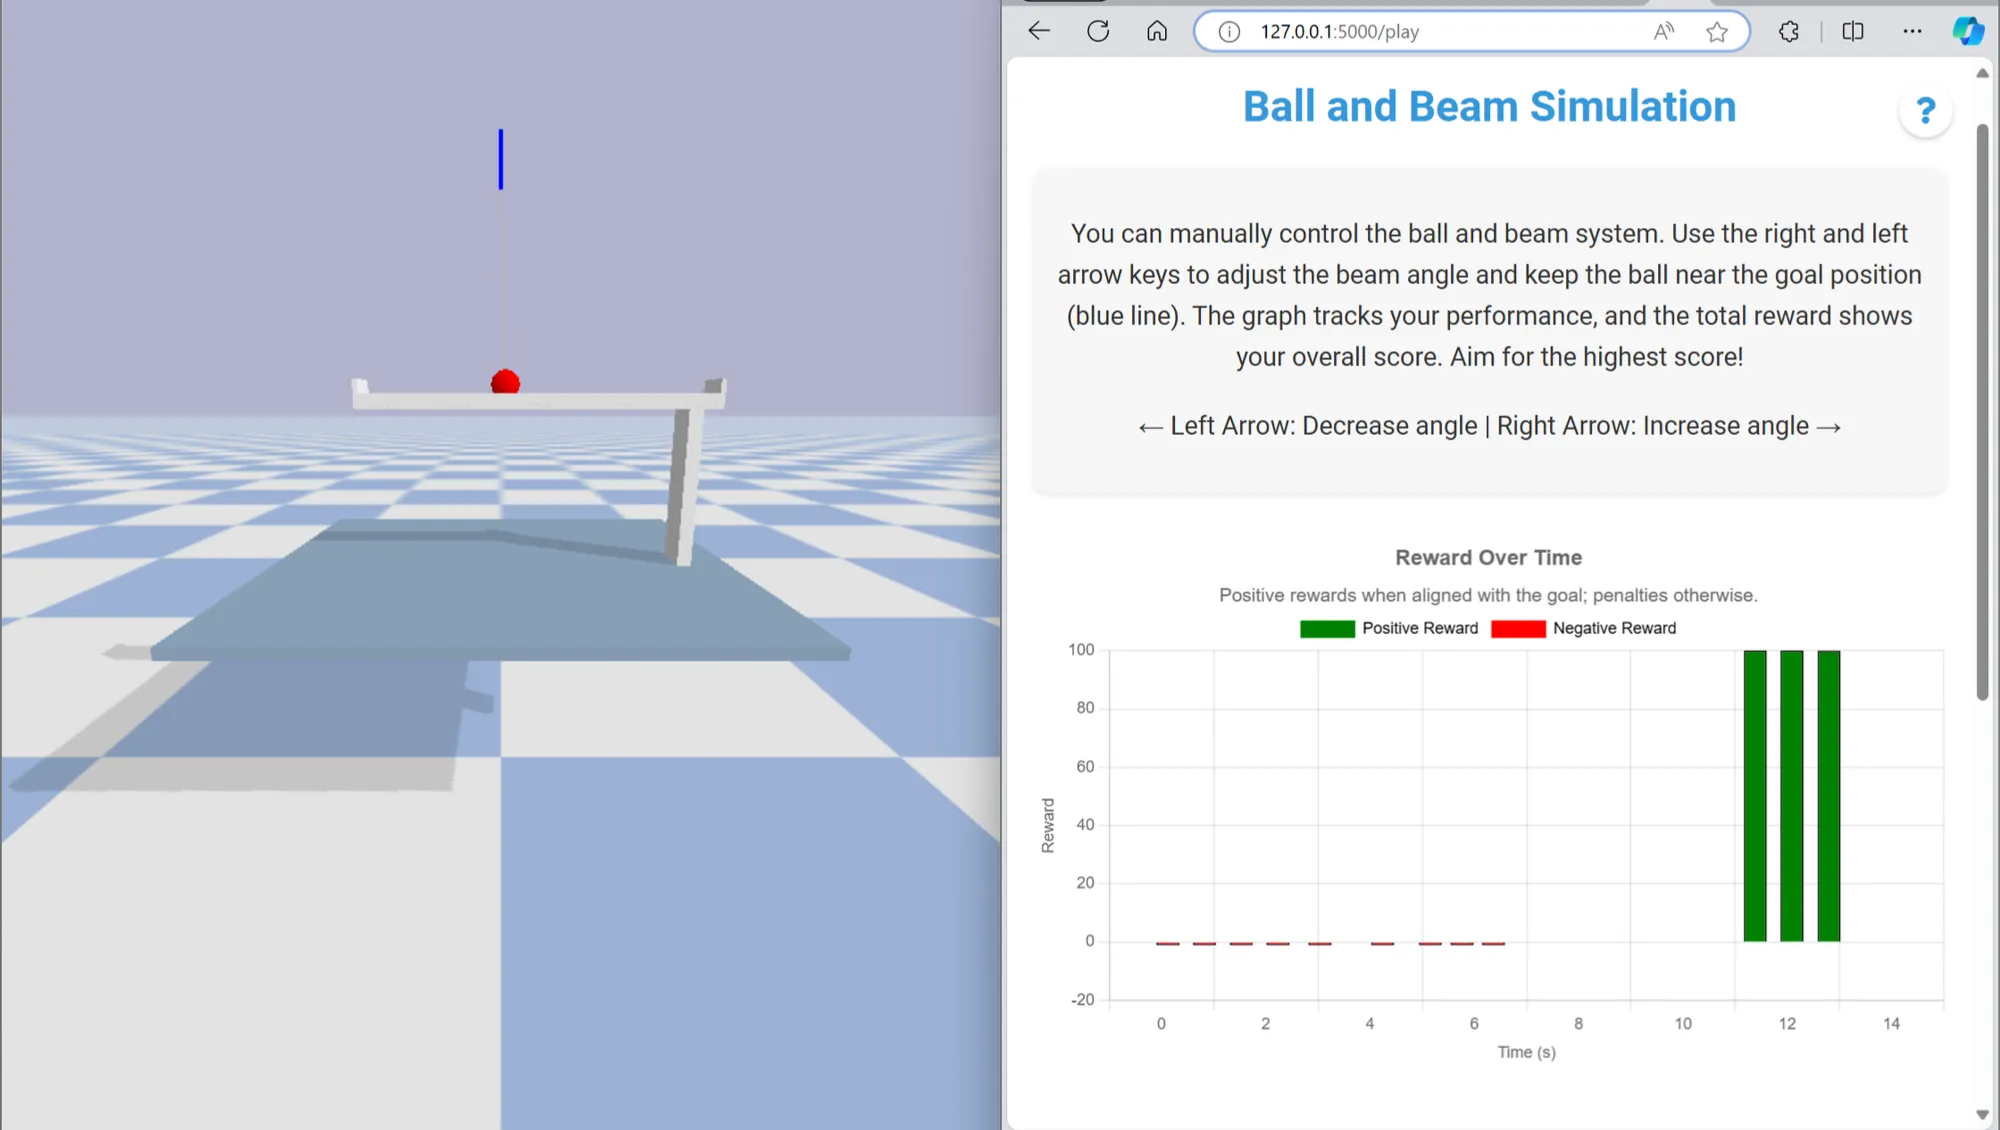 127.0.0.1:5000/play
Ball and Beam Simulation
?
You can manually control the ball and beam system. Use the right and left
arrow keys to adjust the beam angle and keep the ball near the goal position
(blue line). The graph tracks your performance, and the total reward shows
your overall score. Aim for the highest score!
← Left Arrow: Decrease angle | Right Arrow: Increase angle →
Reward Over Time
Positive rewards when aligned with the goal; penalties otherwise.
Positive Reward Negative Reward
100
80
60
40
20
0
-20
Reward
0 2 4 6 8 10 12 14
Time (s)